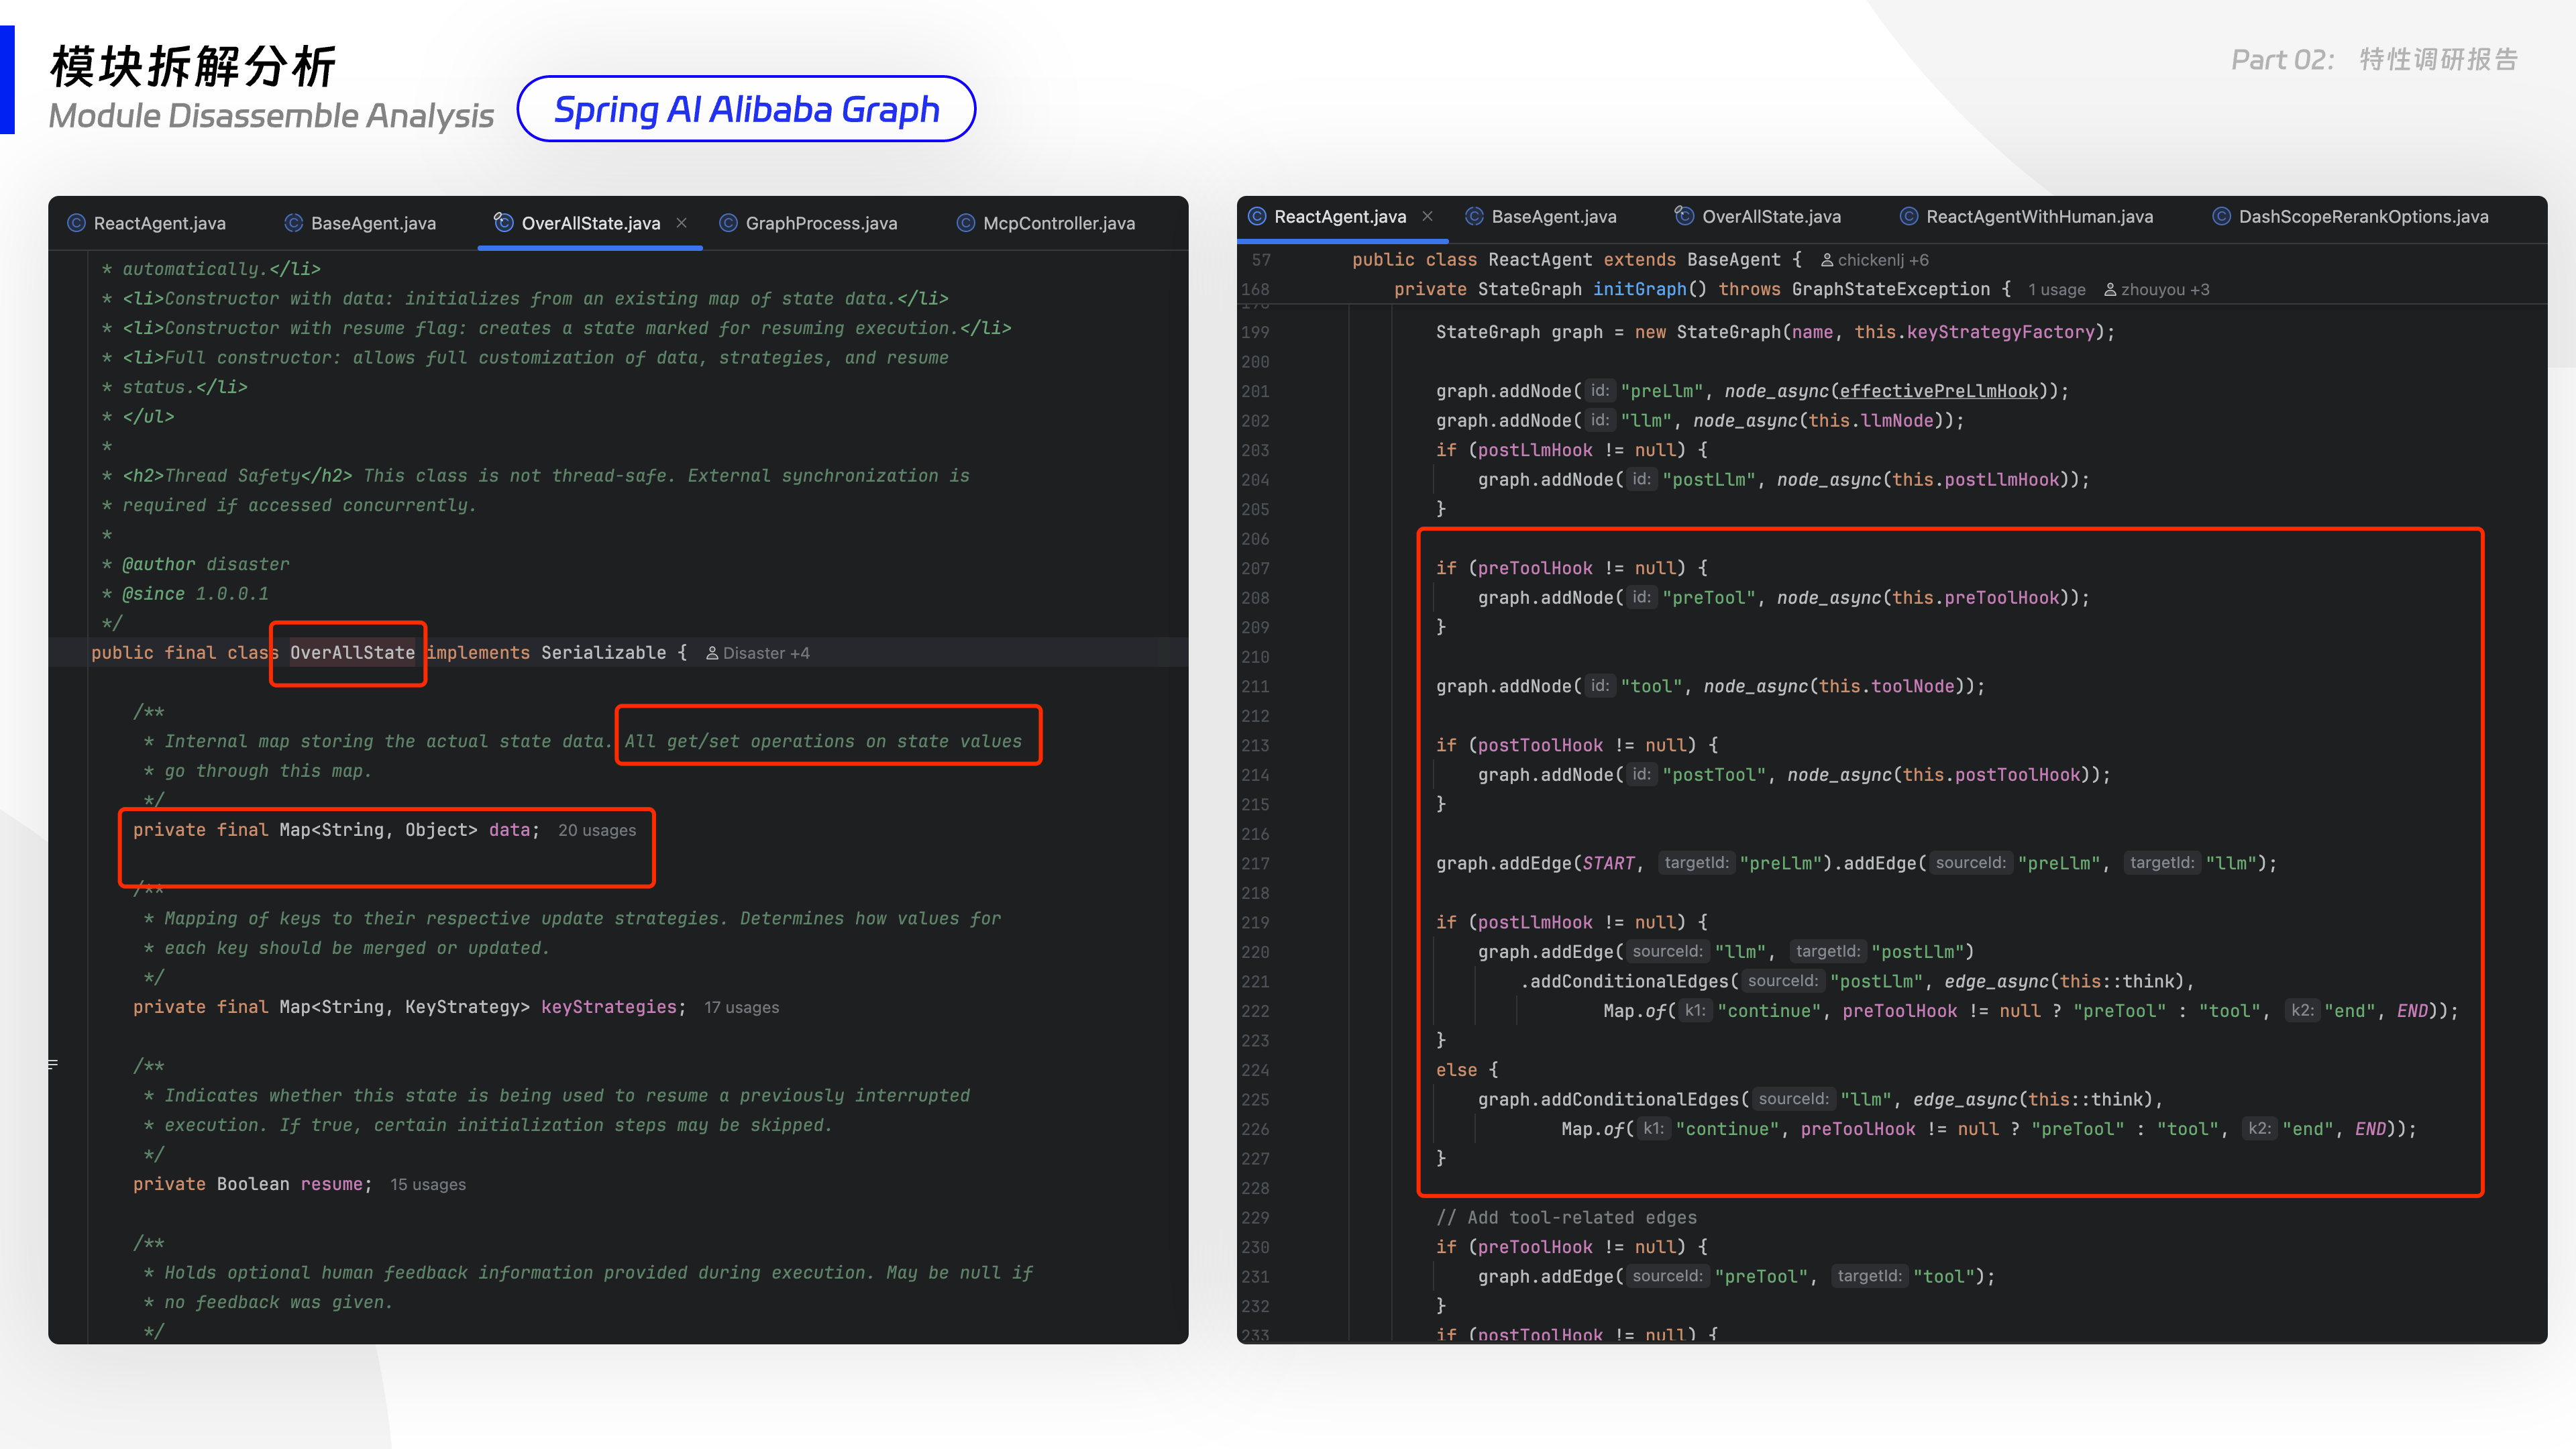 模块拆解分析
Module Disassemble Analysis
Spring AI Alibaba Graph
Part 02: 特性调研报告
ReactAgent.java BaseAgent.java OverAllState.java GraphProcess.java McpController.java
* automatically.</li>
* <li>Constructor with data: initializes from an existing map of state data.</li>
* <li>Constructor with resume flag: creates a state marked for resuming execution.</li>
* <li>Full constructor: allows full customization of data, strategies, and resume
* status.</li>
* </ul>
*
* <h2>Thread Safety</h2> This class is not thread-safe. External synchronization is
* required if accessed concurrently.
*
* @author disaster
* @since 1.0.0.1
*/
public final class OverAllState implements Serializable { Disaster +4
/**
* Internal map storing the actual state data. All get/set operations on state values
* go through this map.
*/
private final Map<String, Object> data; 20 usages
/**
* Mapping of keys to their respective update strategies. Determines how values for
* each key should be merged or updated.
*/
private final Map<String, KeyStrategy> keyStrategies; 17 usages
/**
* Indicates whether this state is being used to resume a previously interrupted
* execution. If true, certain initialization steps may be skipped.
*/
private Boolean resume; 15 usages
/**
* Holds optional human feedback information provided during execution. May be null if
* no feedback was given.
*/
ReactAgent.java BaseAgent.java OverAllState.java ReactAgentWithHuman.java DashScopeRerankOptions.java
57 public class ReactAgent extends BaseAgent { chickenlj +6
168 private StateGraph initGraph() throws GraphStateException { 1 usage zhouyou +3
199 StateGraph graph = new StateGraph(name, this.keyStrategyFactory);
200
201 graph.addNode( id: "preLlm", node_async(effectivePreLlmHook));
202 graph.addNode( id: "llm", node_async(this.llmNode));
203 if (postLlmHook != null) {
204 graph.addNode( id: "postLlm", node_async(this.postLlmHook));
205 }
206
207 if (preToolHook != null) {
208 graph.addNode( id: "preTool", node_async(this.preToolHook));
209 }
210
211 graph.addNode( id: "tool", node_async(this.toolNode));
212
213 if (postToolHook != null) {
214 graph.addNode( id: "postTool", node_async(this.postToolHook));
215 }
216
217 graph.addEdge(START, targetId: "preLlm").addEdge( sourceId: "preLlm", targetId: "llm");
218
219 if (postLlmHook != null) {
220 graph.addEdge( sourceId: "llm", targetId: "postLlm")
221 .addConditionalEdges( sourceId: "postLlm", edge_async(this::think),
222 Map.of( k1: "continue", preToolHook != null ? "preTool" : "tool", k2: "end", END));
223 }
224 else {
225 graph.addConditionalEdges( sourceId: "llm", edge_async(this::think),
226 Map.of( k1: "continue", preToolHook != null ? "preTool" : "tool", k2: "end", END));
227 }
228
229 // Add tool-related edges
230 if (preToolHook != null) {
231 graph.addEdge( sourceId: "preTool", targetId: "tool");
232 }
233 if (postToolHook != null) {